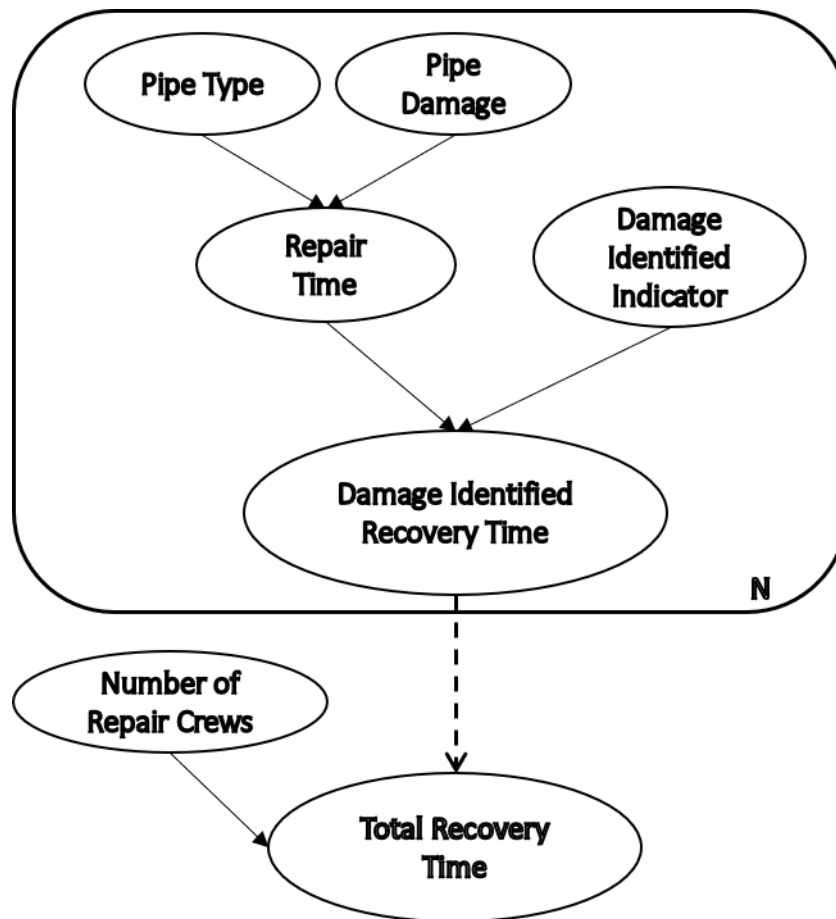 Pipe Type
Pipe
Damage
Repair
Time
Damage
Identified
Indicator
Damage Identified
Recovery Time
N
Number of
Repair Crews
Total Recovery
Time